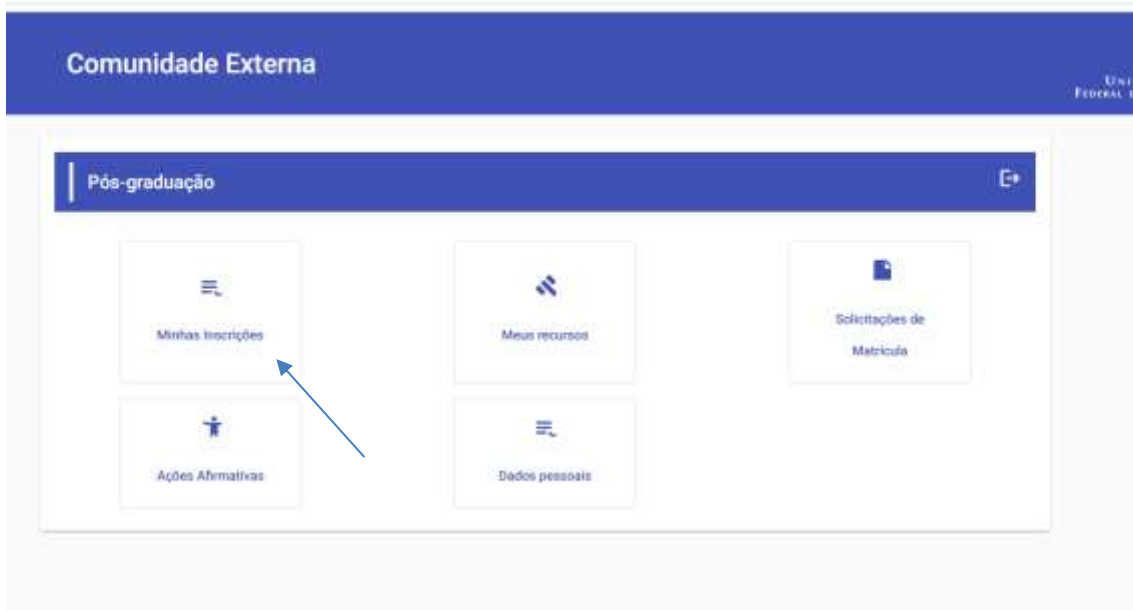 Comunidade Externa
Pós-graduação
Minhas Inscrições
Meus recursos
Solicitações de
Matrícula
Ações Afirmativas
Dados pessoais